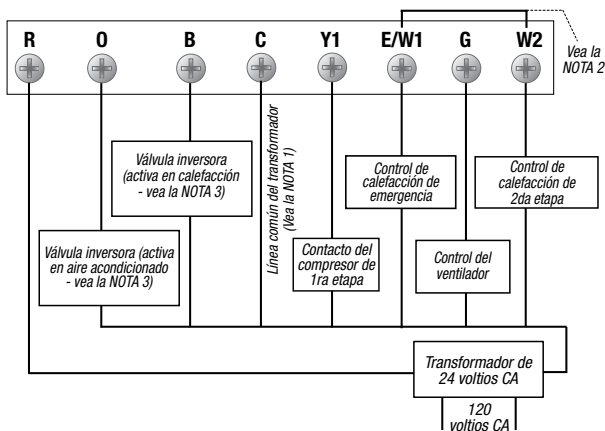 R O B C Y1 E/W1 G W2
Vea la
NOTA 2
Válvula inversora
(activa en calefacción
- vea la NOTA 3)
Válvula inversora (activa
en aire acondicionado
- vea la NOTA 3)
Línea común del transformador
(Vea la NOTA 1)
Contacto del
compresor de
1ra etapa
Control de
calefacción de
emergencia
Control del
ventilador
Control de
calefacción de
2da etapa
Transformador de
24 voltios CA
120
voltios CA